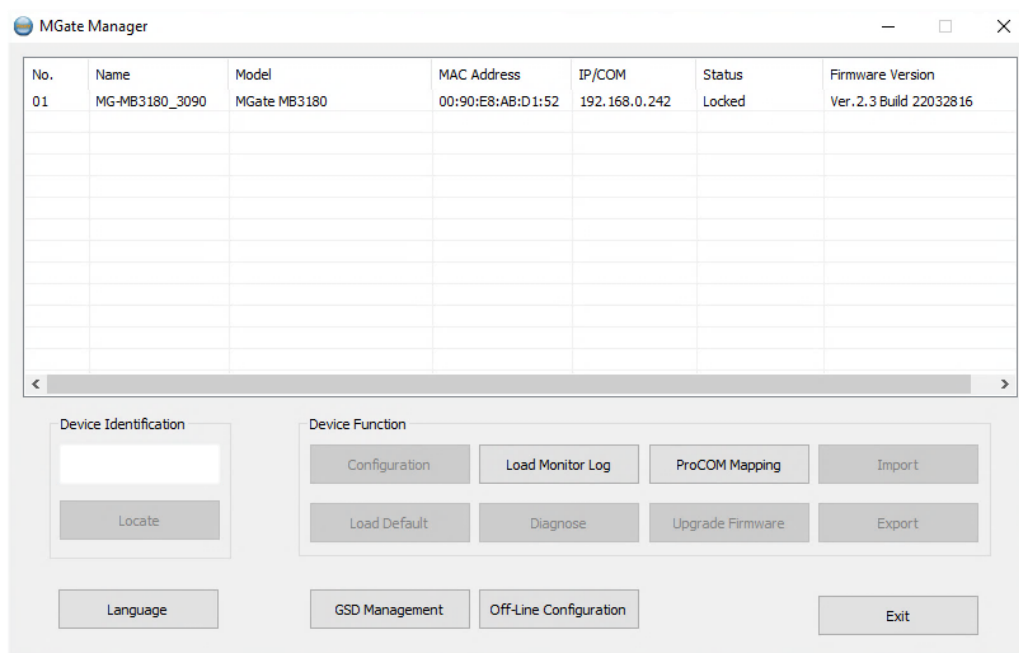 MGate Manager
No. Name Model MAC Address IP/COM Status Firmware Version
01 MG-MB3180_3090 MGate MB3180 00:90:E8:AB:D1:52 192.168.0.242 Locked Ver.2.3 Build 22032816
Device Identification Device Function
Configuration Load Monitor Log ProCOM Mapping Import
Locate Load Default Diagnose Upgrade Firmware Export
Language GSD Management Off-Line Configuration Exit